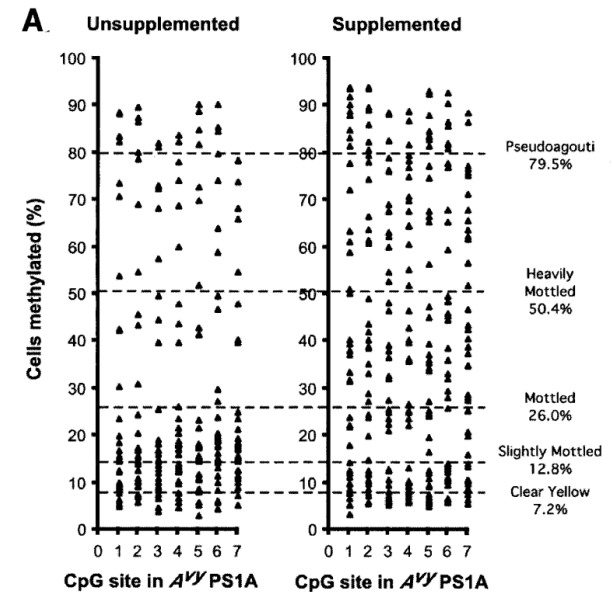 A.
Unsupplemented
Supplemented
Cells methylated (%)
100
90
80
70
60
50
40
30
20
10
0
0 1 2 3 4 5 6 7
CpG site in Avy PS1A
100
90
80
70
60
50
40
30
20
10
0
0 1 2 3 4 5 6 7
CpG site in Avy PS1A
Pseudoagouti
79.5%
Heavily
Mottled
50.4%
Mottled
26.0%
Slightly Mottled
12.8%
Clear Yellow
7.2%